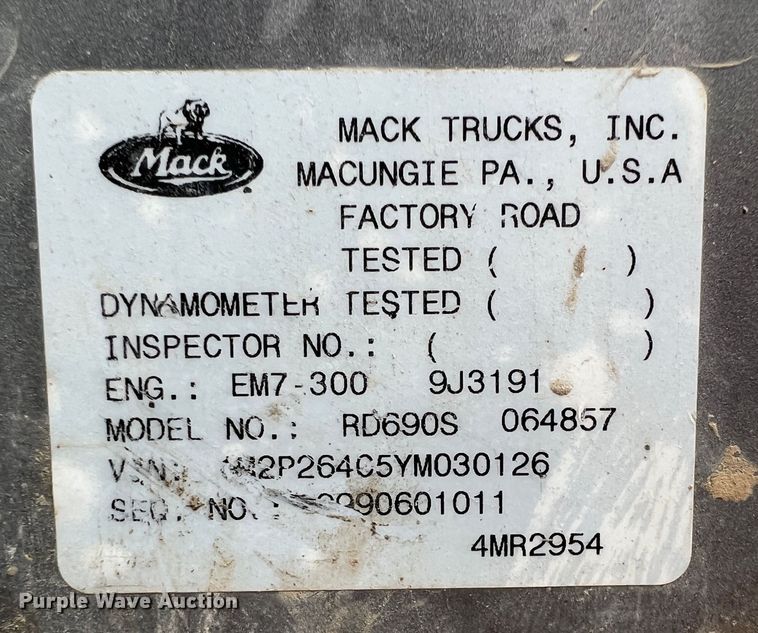 Mack
MACK TRUCKS, INC.
MACUNGIE PA., U.S.A
FACTORY ROAD
TESTED ( )
DYNAMOMETER TESTED ( )
INSPECTOR NO.: ( )
ENG.: EM7-300 9J3191
MODEL NO.: RD690S 064857
VIN:
SEQ. NO.:
4MR2954
Purple Wave Auction